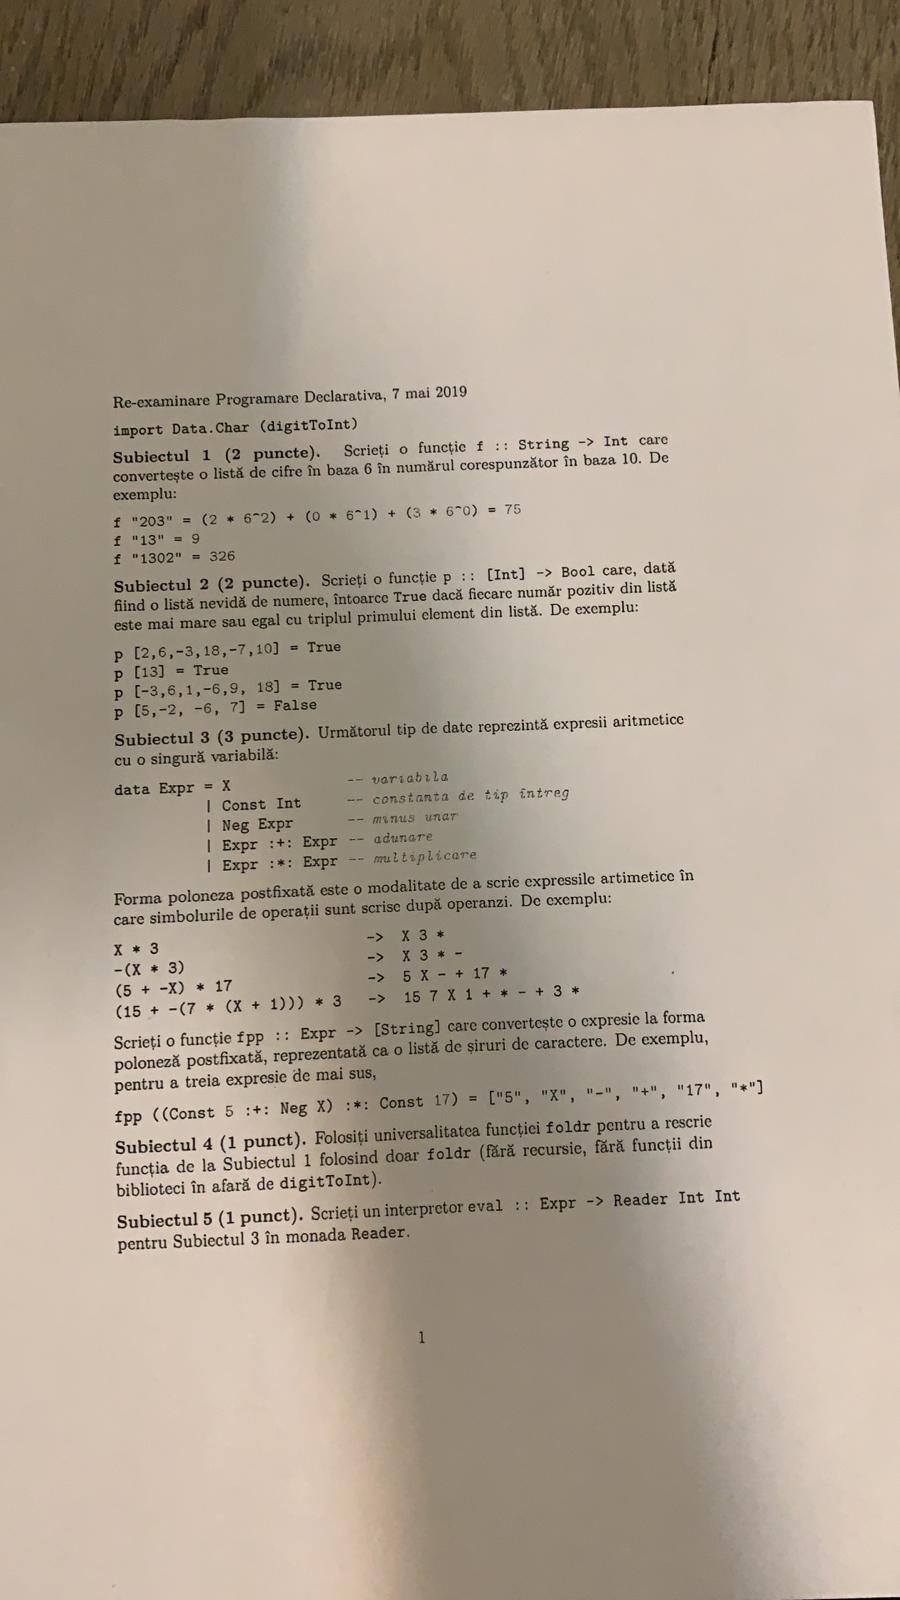 Re-examinare Programare Declarativa, 7 mai 2019
import Data.Char (digitToInt)
Subiectul 1 (2 puncte). Scrieți o funcție f :: String -> Int care
convertește o listă de cifre în baza 6 în numărul corespunzător în baza 10. De
exemplu:
f "203" = (2 * 6^2) + (0 * 6^1) + (3 * 6^0) = 75
f "13" = 9
f "1302" = 326
Subiectul 2 (2 puncte). Scrieți o funcție p :: [Int] -> Bool care, dată
fiind o listă nevidă de numere, întoarce True dacă fiecare număr pozitiv din listă
este mai mare sau egal cu triplul primului element din listă. De exemplu:
p [2,6,-3,18,-7,10] = True
p [13] = True
p [-3,6,1,-6,9, 18] = True
p [5,-2, -6, 7] = False
Subiectul 3 (3 puncte). Următorul tip de date reprezintă expresii aritmetice
cu o singură variabilă:
data Expr = X -- variabila
| Const Int -- constanta de tip întreg
| Neg Expr -- minus unar
| Expr :+: Expr -- adunare
| Expr :*: Expr -- multiplicare
Forma poloneza postfixată este o modalitate de a scrie expressile artimetice în
care simbolurile de operații sunt scrise după operanzi. De exemplu:
X * 3 -> X 3 *
-(X * 3) -> X 3 * -
(5 + -X) * 17 -> 5 X - + 17 *
(15 + -(7 * (X + 1))) * 3 -> 15 7 X 1 + * - + 3 *
Scrieți o funcție fpp :: Expr -> [String] care convertește o expresie la forma
poloneză postfixată, reprezentată ca o listă de șiruri de caractere. De exemplu,
pentru a treia expresie de mai sus,
fpp ((Const 5 :+: Neg X) :*: Const 17) = ["5", "X", "-", "+", "17", "*"]
Subiectul 4 (1 punct). Folosiți universalitatea funcției foldr pentru a rescrie
funcția de la Subiectul 1 folosind doar foldr (fără recursie, fără funcții din
biblioteci în afară de digitToInt).
Subiectul 5 (1 punct). Scrieți un interpretor eval :: Expr -> Reader Int Int
pentru Subiectul 3 în monada Reader.
1